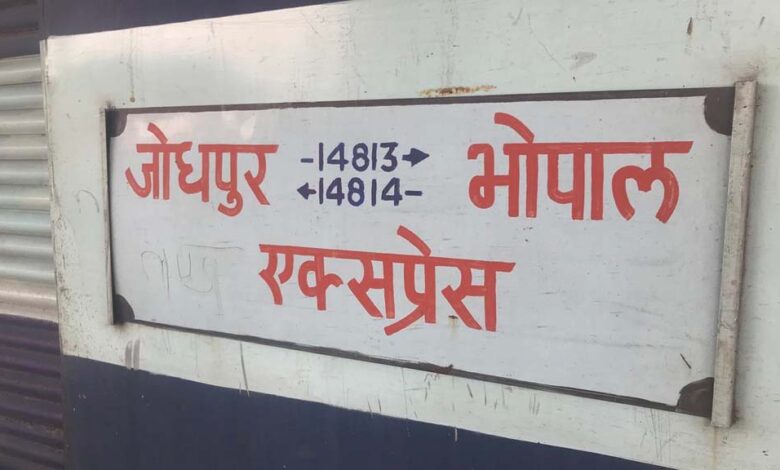 जोधपुर -14813→ भोपाल
←14814-
एक्सप्रेस